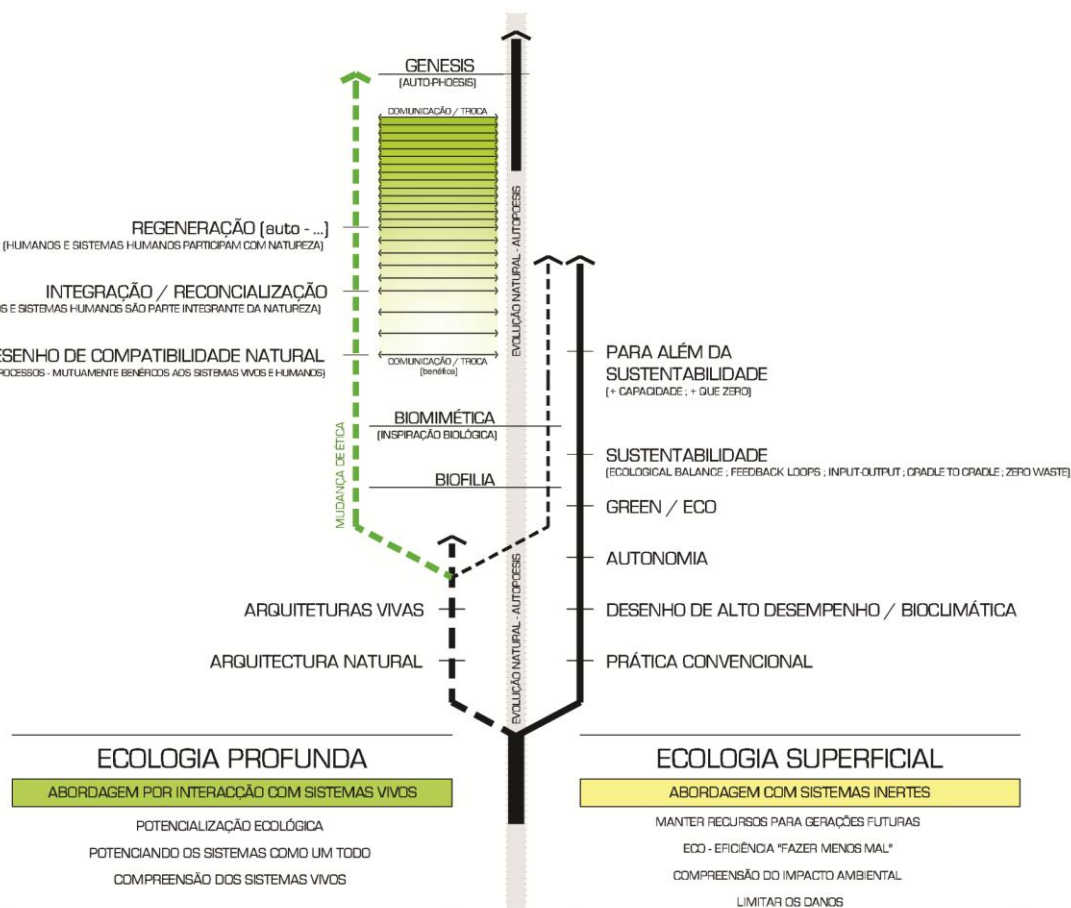 GENESIS
(AUTO-PHOESIS)
COMUNICAÇÃO / TROCA
REGENERAÇÃO (auto - ...)
(HUMANOS E SISTEMAS HUMANOS PARTICIPAM COM NATUREZA)
INTEGRAÇÃO / RECONCIALIZAÇÃO
OS E SISTEMAS HUMANOS SÃO PARTE INTEGRANTE DA NATUREZA)
ESENHO DE COMPATIBILIDADE NATURAL
PROCESSOS - MUTUAMENTE BENÉFICOS AOS SISTEMAS VIVOS E HUMANOS)
COMUNICAÇÃO / TROCA
(benéfica)
BIOMIMÉTICA
(INSPIRAÇÃO BIOLÓGICA)
BIOFILIA
MUDANÇA DE ÉTICA
ARQUITETURAS VIVAS
ARQUITECTURA NATURAL
EVOLUÇÃO NATURAL - AUTOPOESIS
EVOLUÇÃO NATURAL - AUTOPOESIS
PARA ALÉM DA
SUSTENTABILIDADE
(+ CAPACIDADE ; + QUE ZERO)
SUSTENTABILIDADE
(ECOLOGICAL BALANCE ; FEEDBACK LOOPS ; INPUT-OUTPUT ; CRADLE TO CRADLE ; ZERO WASTE)
GREEN / ECO
AUTONOMIA
DESENHO DE ALTO DESEMPENHO / BIOCLIMÁTICA
PRÁTICA CONVENCIONAL
ECOLOGIA PROFUNDA
ABORDAGEM POR INTERACÇÃO COM SISTEMAS VIVOS
POTENCIALIZAÇÃO ECOLÓGICA
POTENCIANDO OS SISTEMAS COMO UM TODO
COMPREENSÃO DOS SISTEMAS VIVOS
ECOLOGIA SUPERFICIAL
ABORDAGEM COM SISTEMAS INERTES
MANTER RECURSOS PARA GERAÇÕES FUTURAS
ECO - EFICIÊNCIA "FAZER MENOS MAL"
COMPREENSÃO DO IMPACTO AMBIENTAL
LIMITAR OS DANOS